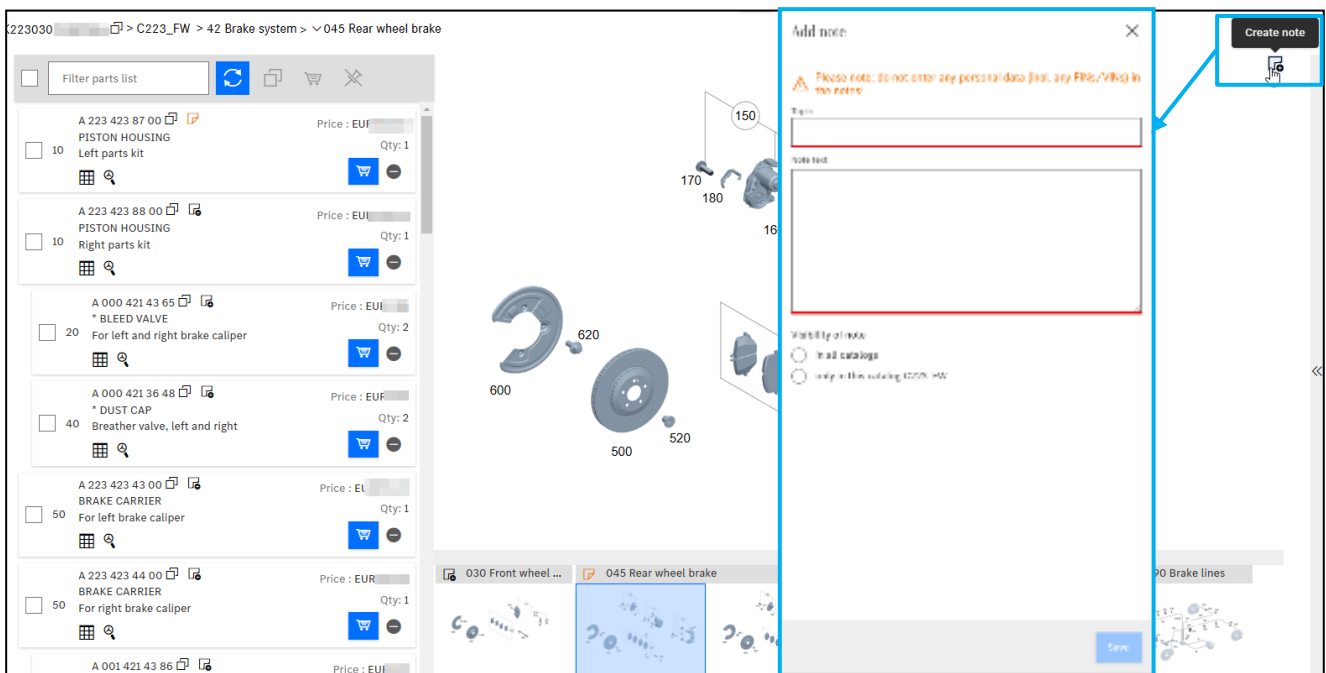 223030 > C223_FW > 42 Brake system > 045 Rear wheel brake
Filter parts list
A 223 423 87 00
PISTON HOUSING
Left parts kit
10
Price : EUR
Qty: 1
A 223 423 88 00
PISTON HOUSING
Right parts kit
10
Price : EUR
Qty: 1
A 000 421 43 65
* BLEED VALVE
20
For left and right brake caliper
Price : EUR
Qty: 2
A 000 421 36 48
* DUST CAP
40
Breather valve, left and right
Price : EUR
Qty: 2
A 223 423 43 00
BRAKE CARRIER
50
For left brake caliper
Price : EU
Qty: 1
A 223 423 44 00
BRAKE CARRIER
50
For right brake caliper
Price : EUR
Qty: 1
A 001 421 43 86
Price : EUR
150
170
180
16
620
600
500
520
030 Front wheel ...
045 Rear wheel brake
90 Brake lines
Add note
Please note: do not enter any personal data (incl. any FINs/VINs) in
the notes!
Topic
Note text
Visibility of note
In all catalogs
only in this catalog (C223_FW
Save
Create note